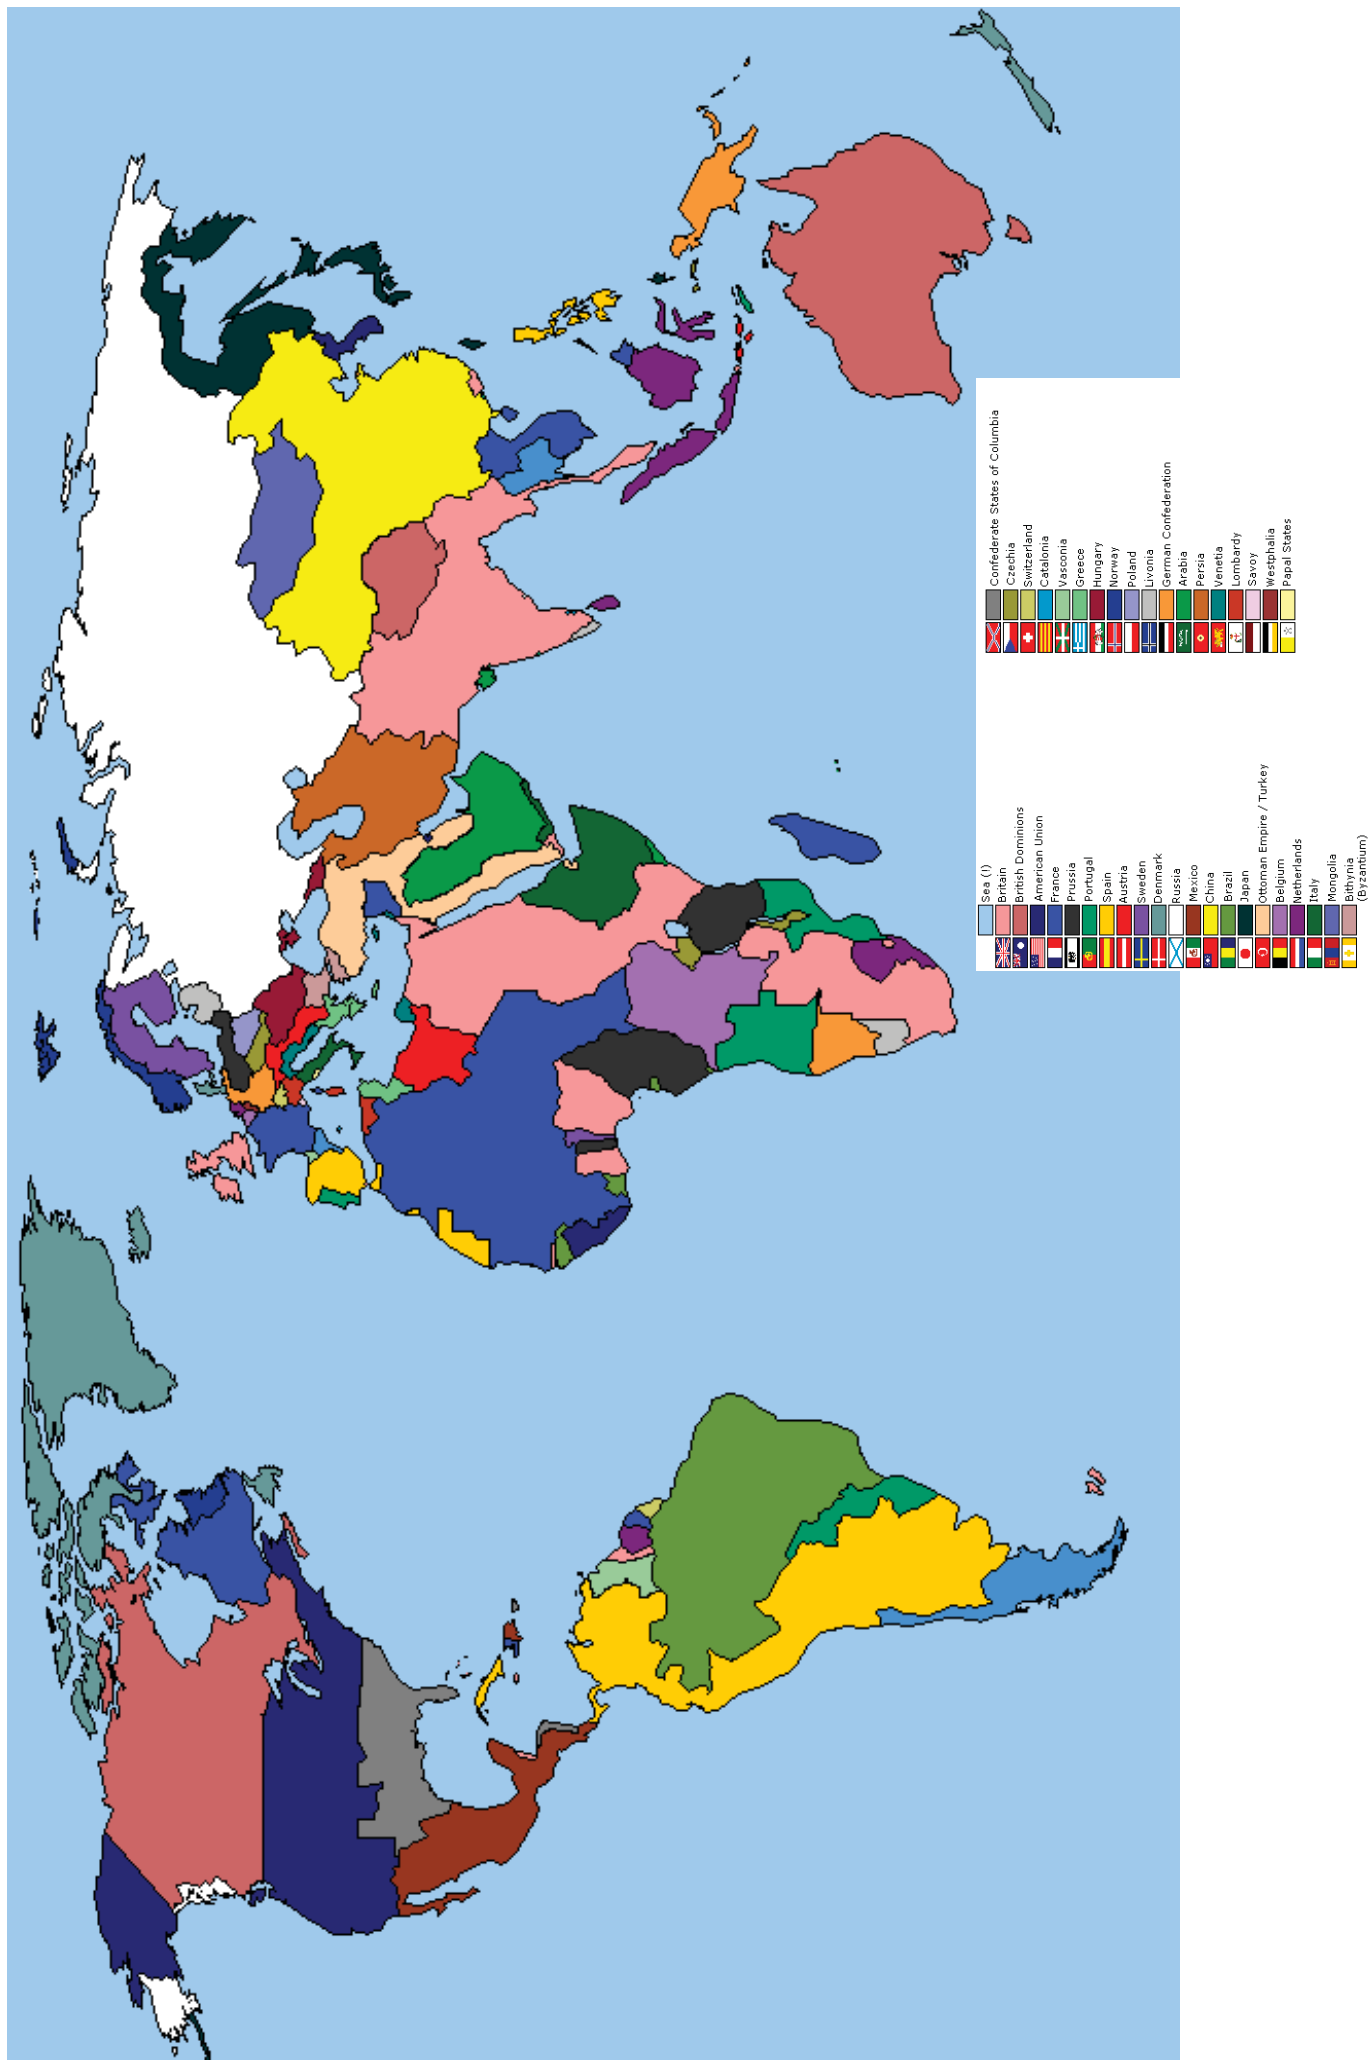 Sea (!)
Britain
British Dominions
American Union
France
Prussia
Portugal
Spain
Austria
Sweden
Denmark
Russia
Mexico
China
Brazil
Japan
Ottoman Empire / Turkey
Belgium
Netherlands
Italy
Mongolia
Bithynia
(Byzantium)
Confederate States of Columbia
Czechia
Switzerland
Catalonia
Vasconia
Greece
Hungary
Norway
Poland
Livonia
German Confederation
Arabia
Persia
Venetia
Lombardy
Savoy
Westphalia
Papal States